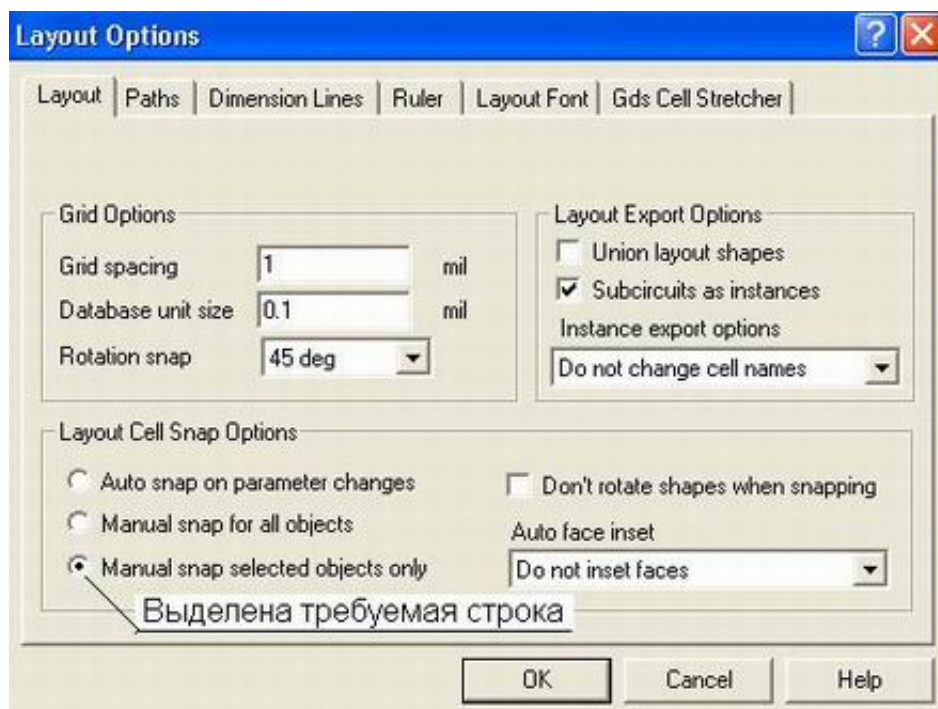 Layout Options
Layout Paths Dimension Lines Ruler Layout Font Gds Cell Stretcher
Grid Options
Grid spacing 1 mil
Database unit size 0.1 mil
Rotation snap 45 deg
Layout Export Options
Union layout shapes
Subcircuits as instances
Instance export options
Do not change cell names
Layout Cell Snap Options
Auto snap on parameter changes
Manual snap for all objects
Manual snap selected objects only
Don't rotate shapes when snapping
Auto face inset
Do not inset faces
Выделена требуемая строка
OK Cancel Help